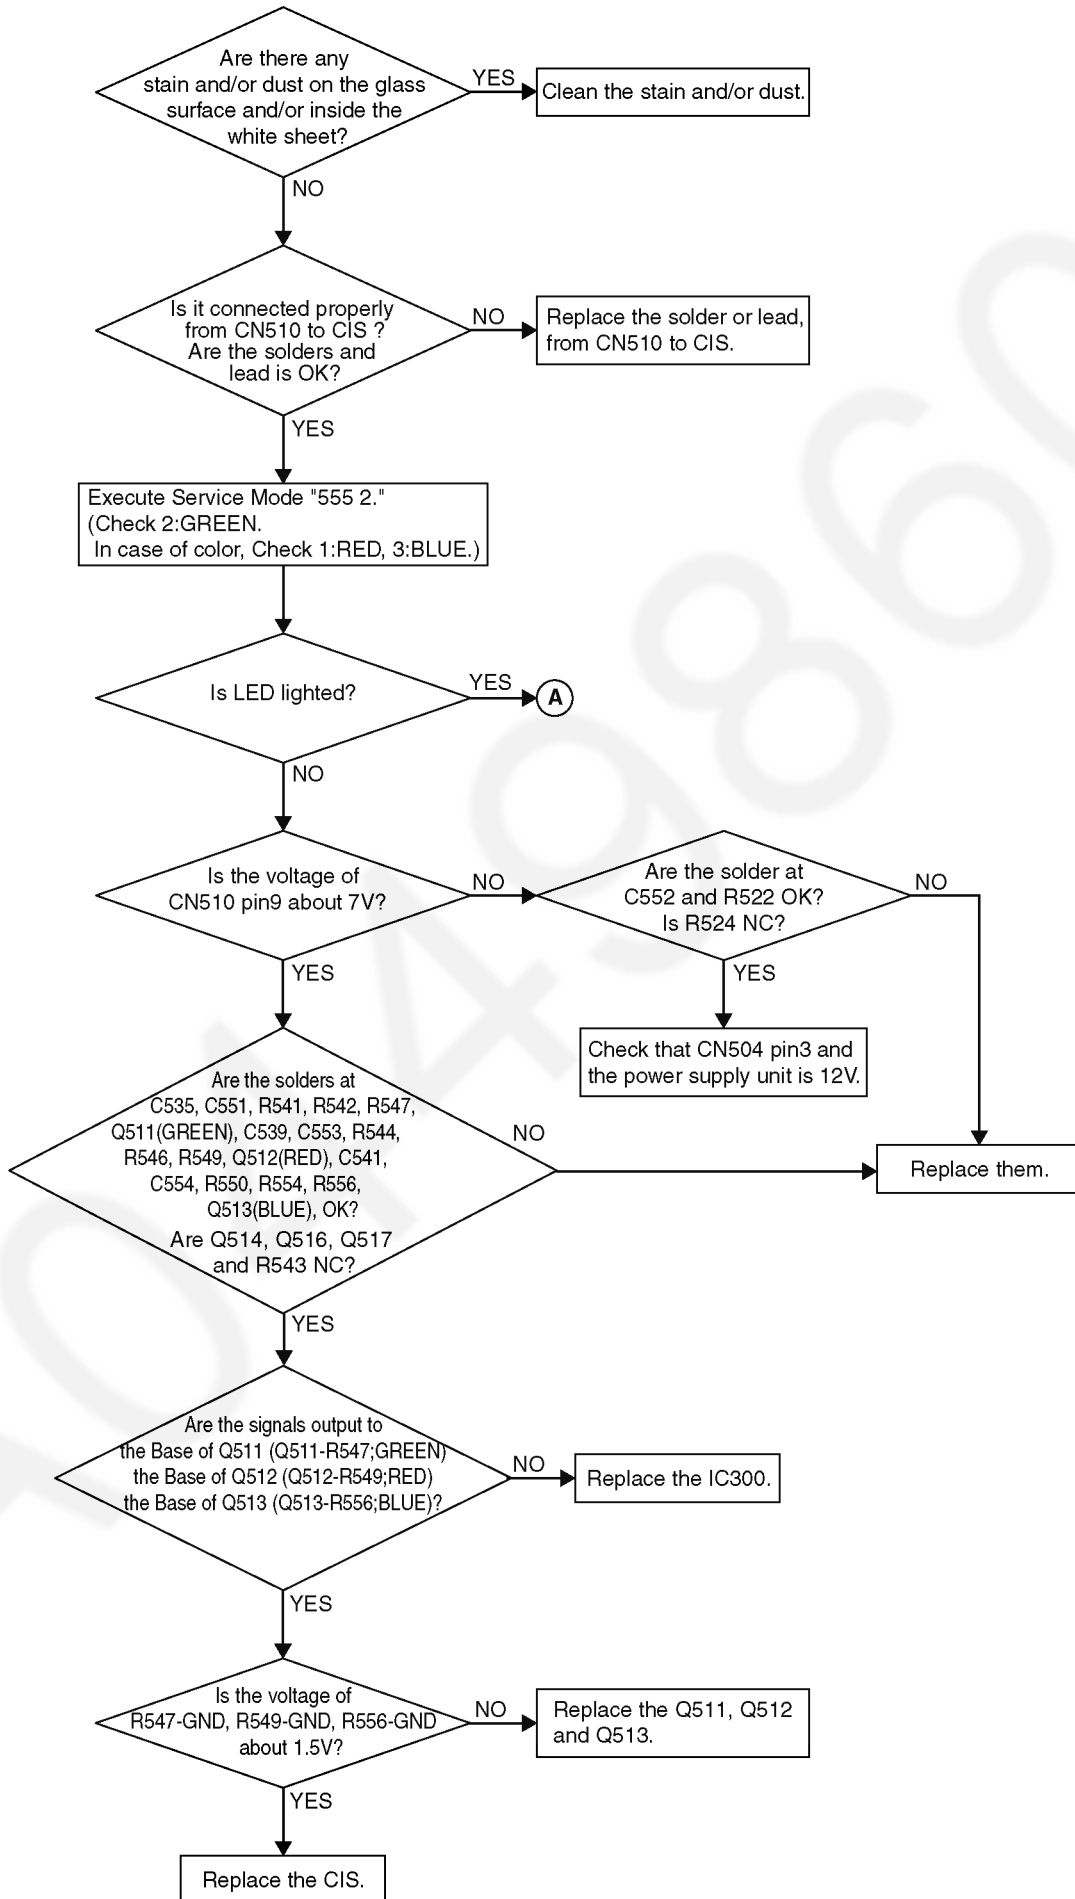 Are there any
stain and/or dust on the glass
surface and/or inside the
white sheet?
YES
Clean the stain and/or dust.
NO
Is it connected properly
from CN510 to CIS ?
Are the solders and
lead is OK?
NO
Replace the solder or lead,
from CN510 to CIS.
YES
Execute Service Mode "555 2."
(Check 2:GREEN.
In case of color, Check 1:RED, 3:BLUE.)
Is LED lighted?
YES
A
NO
Is the voltage of
CN510 pin9 about 7V?
NO
Are the solder at
C552 and R522 OK?
Is R524 NC?
NO
YES
YES
Check that CN504 pin3 and
the power supply unit is 12V.
Are the solders at
C535, C551, R541, R542, R547,
Q511(GREEN), C539, C553, R544,
R546, R549, Q512(RED), C541,
C554, R550, R554, R556,
Q513(BLUE), OK?
Are Q514, Q516, Q517
and R543 NC?
NO
Replace them.
YES
Are the signals output to
the Base of Q511 (Q511-R547;GREEN)
the Base of Q512 (Q512-R549;RED)
the Base of Q513 (Q513-R556;BLUE)?
NO
Replace the IC300.
YES
Is the voltage of
R547-GND, R549-GND, R556-GND
about 1.5V?
NO
Replace the Q511, Q512
and Q513.
YES
Replace the CIS.